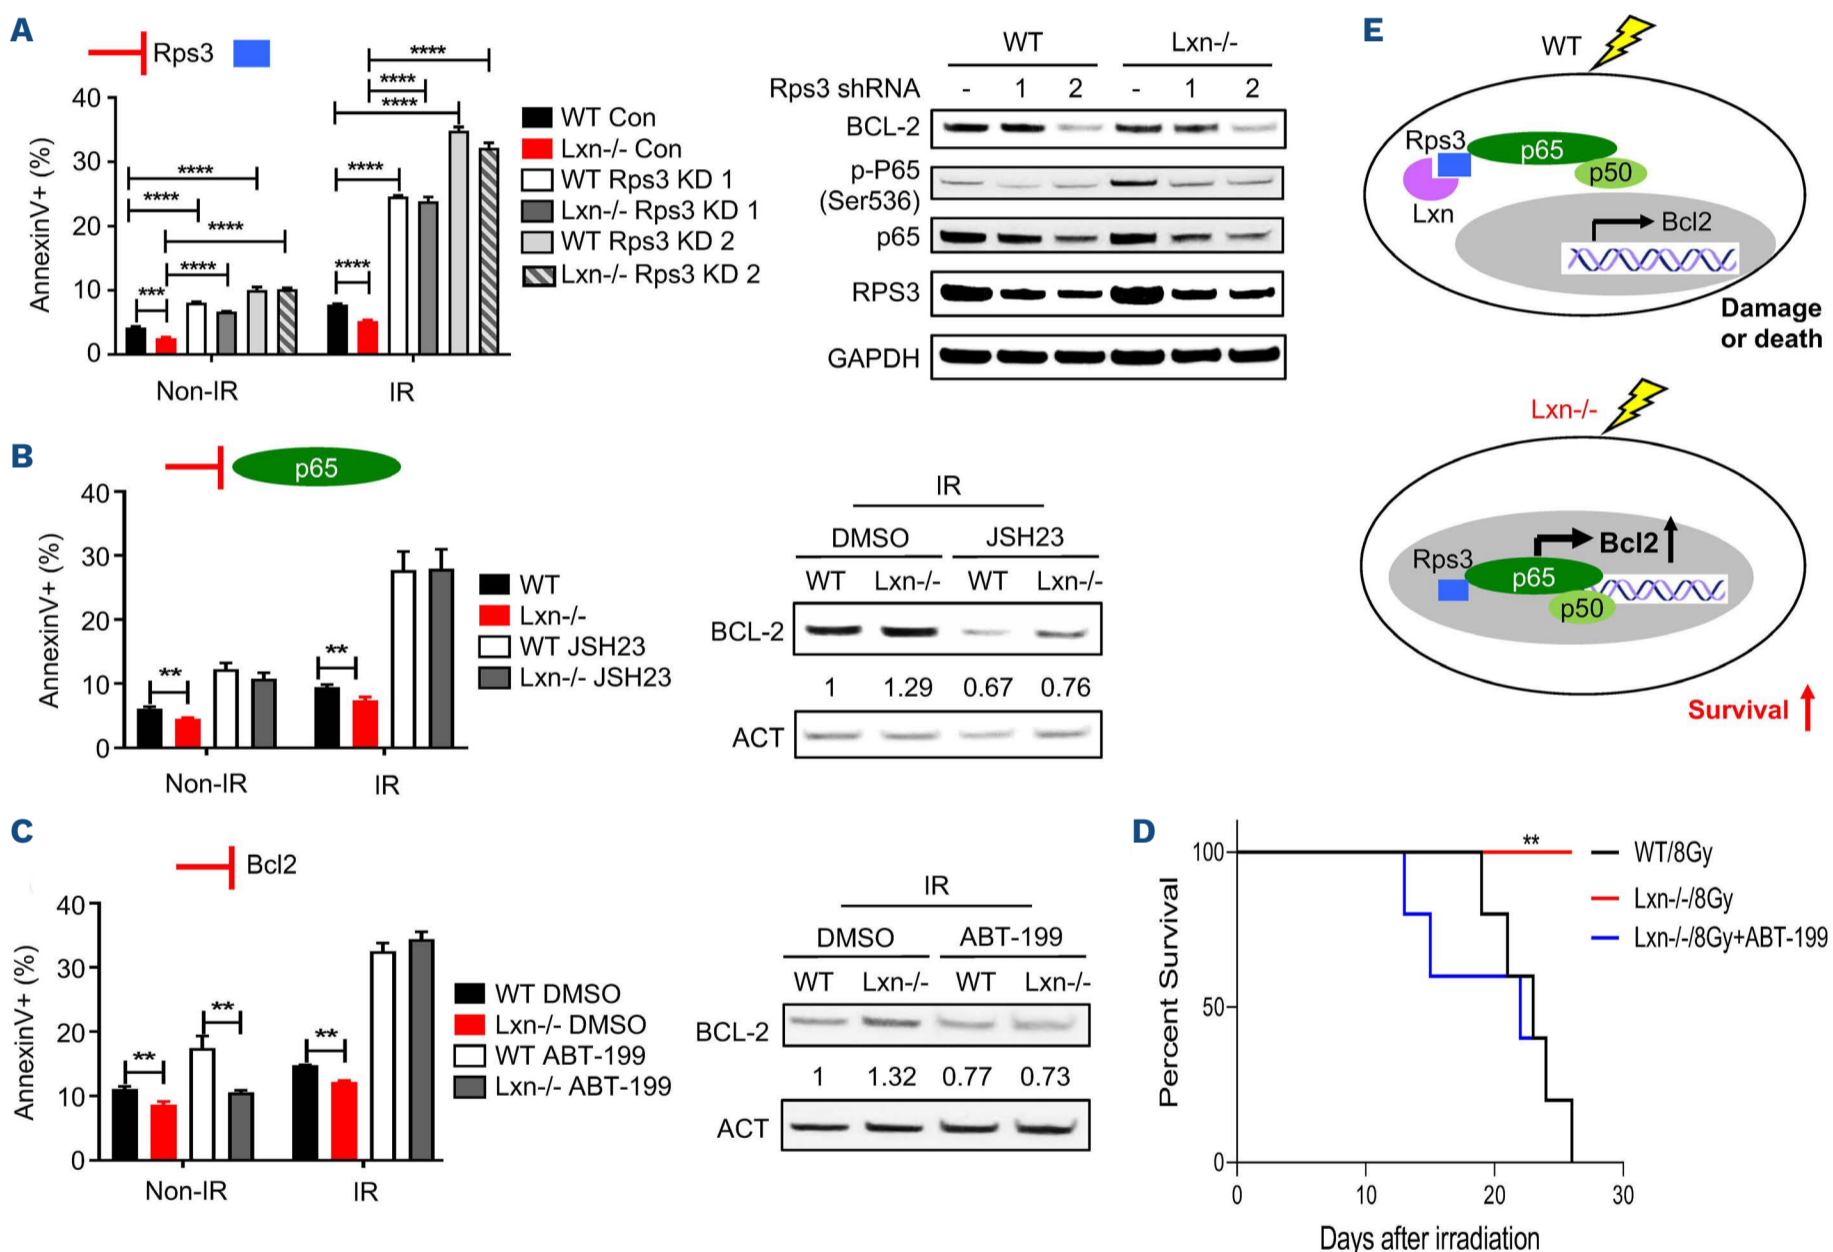 A
Rps3
****
****
****
****
****
****
****
****
****
***
AnnexinV+ (%)
40
30
20
10
0
Non-IR
IR
WT Con
Lxn-/- Con
WT Rps3 KD 1
Lxn-/- Rps3 KD 1
WT Rps3 KD 2
Lxn-/- Rps3 KD 2
WT Lxn-/-
Rps3 shRNA - 1 2 - 1 2
BCL-2
p-P65
(Ser536)
p65
RPS3
GAPDH
B
p65
AnnexinV+ (%)
40
30
20
10
0
**
**
Non-IR
IR
WT
Lxn-/-
WT JSH23
Lxn-/- JSH23
IR
DMSO JSH23
WT Lxn-/- WT Lxn-/-
BCL-2
1 1.29 0.67 0.76
ACT
C
Bcl2
AnnexinV+ (%)
40
30
20
10
0
**
**
**
Non-IR
IR
WT DMSO
Lxn-/- DMSO
WT ABT-199
Lxn-/- ABT-199
IR
DMSO ABT-199
WT Lxn-/- WT Lxn-/-
BCL-2
1 1.32 0.77 0.73
ACT
D
Percent Survival
100
50
0
0 10 20 30
Days after irradiation
**
WT/8Gy
Lxn-/-/8Gy
Lxn-/-/8Gy+ABT-199
E
WT
Rps3
p65
p50
Lxn
Bcl2
Damage
or death
Lxn-/-
Rps3
p65
p50
Bcl2
Survival